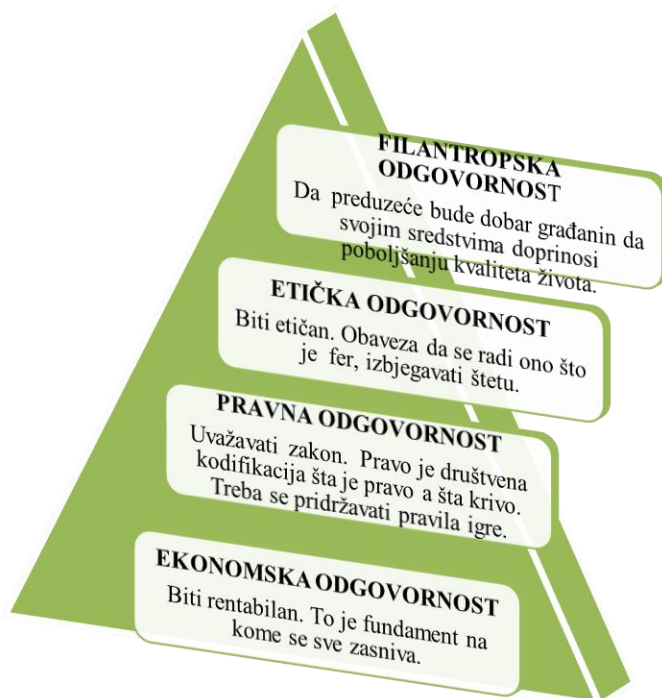 FILANTROPSKA
ODGOVORNOST
Da preduzeće bude dobar građanin da
svojim sredstvima doprinosi
poboljšanju kvaliteta života.
ETIČKA ODGOVORNOST
Biti etičan. Obaveza da se radi ono što
je fer, izbjegavati štetu.
PRAVNA ODGOVORNOST
Uvažavati zakon. Pravo je društvena
kodifikacija šta je pravo a šta krivo.
Treba se pridržavati pravila igre.
EKONOMSKA ODGOVORNOST
Biti rentabilan. To je fundament na
kome se sve zasniva.